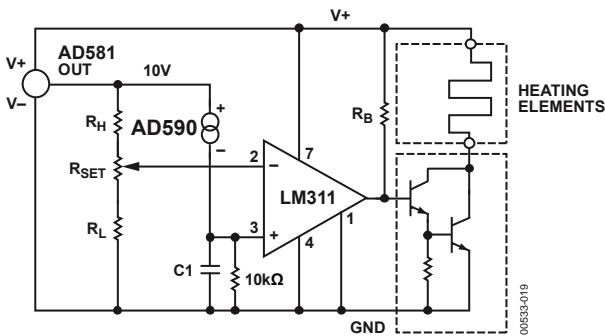 V+
AD581
V+
OUT
10V
V–
HEATING
ELEMENTS
RH
AD590
+
–
RB
7
2
–
RSET
LM311
1
3
+
4
RL
C1
10kΩ
GND
00533-019